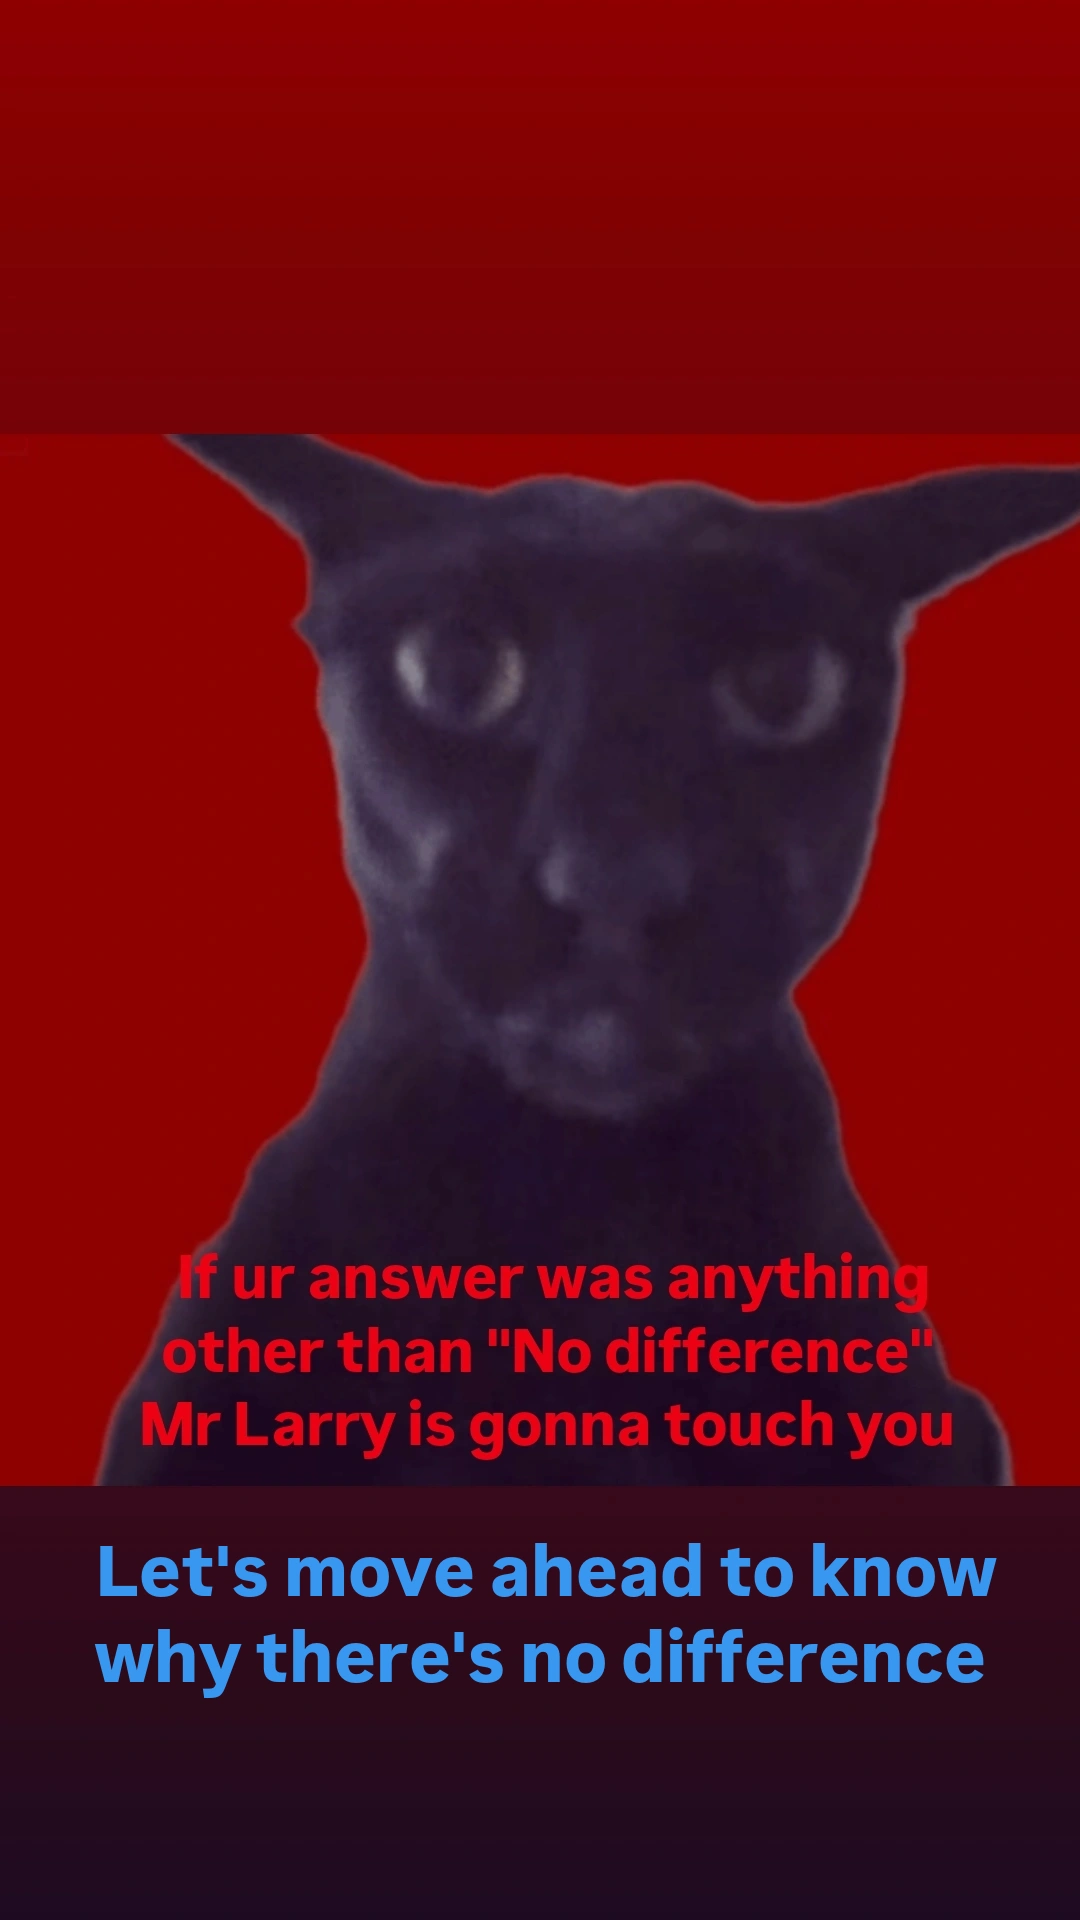 If ur answer was anything
other than "No difference"
Mr Larry is gonna touch you
Let's move ahead to know
why there's no difference